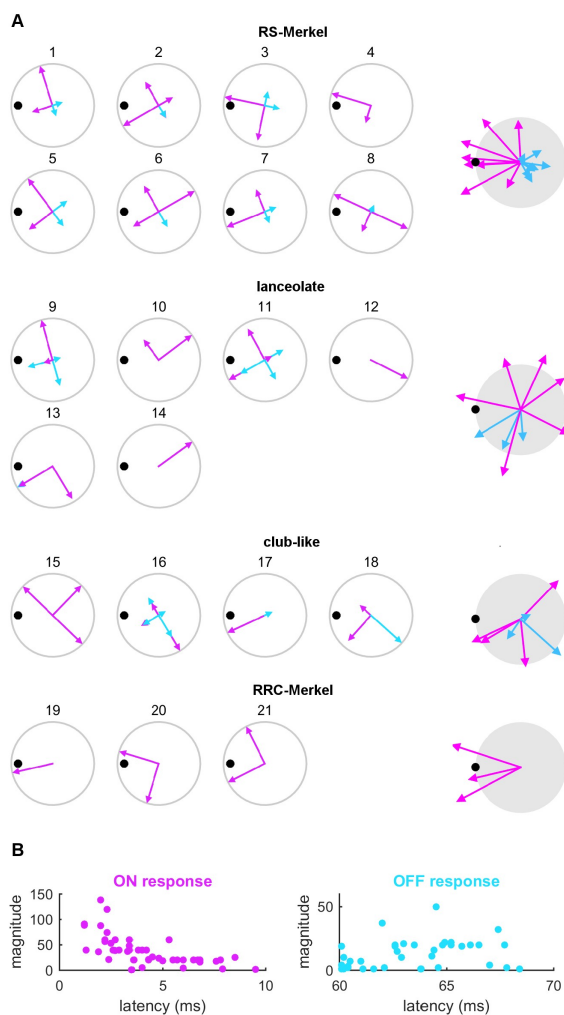 A
RS-Merkel
1 2 3 4
5 6 7 8
lanceolate
9 10 11 12
13 14
club-like
15 16 17 18
RRC-Merkel
19 20 21
B
ON response
magnitude
150
100
50
0
0 5 10
latency (ms)
OFF response
magnitude
50
0
60 65 70
latency (ms)